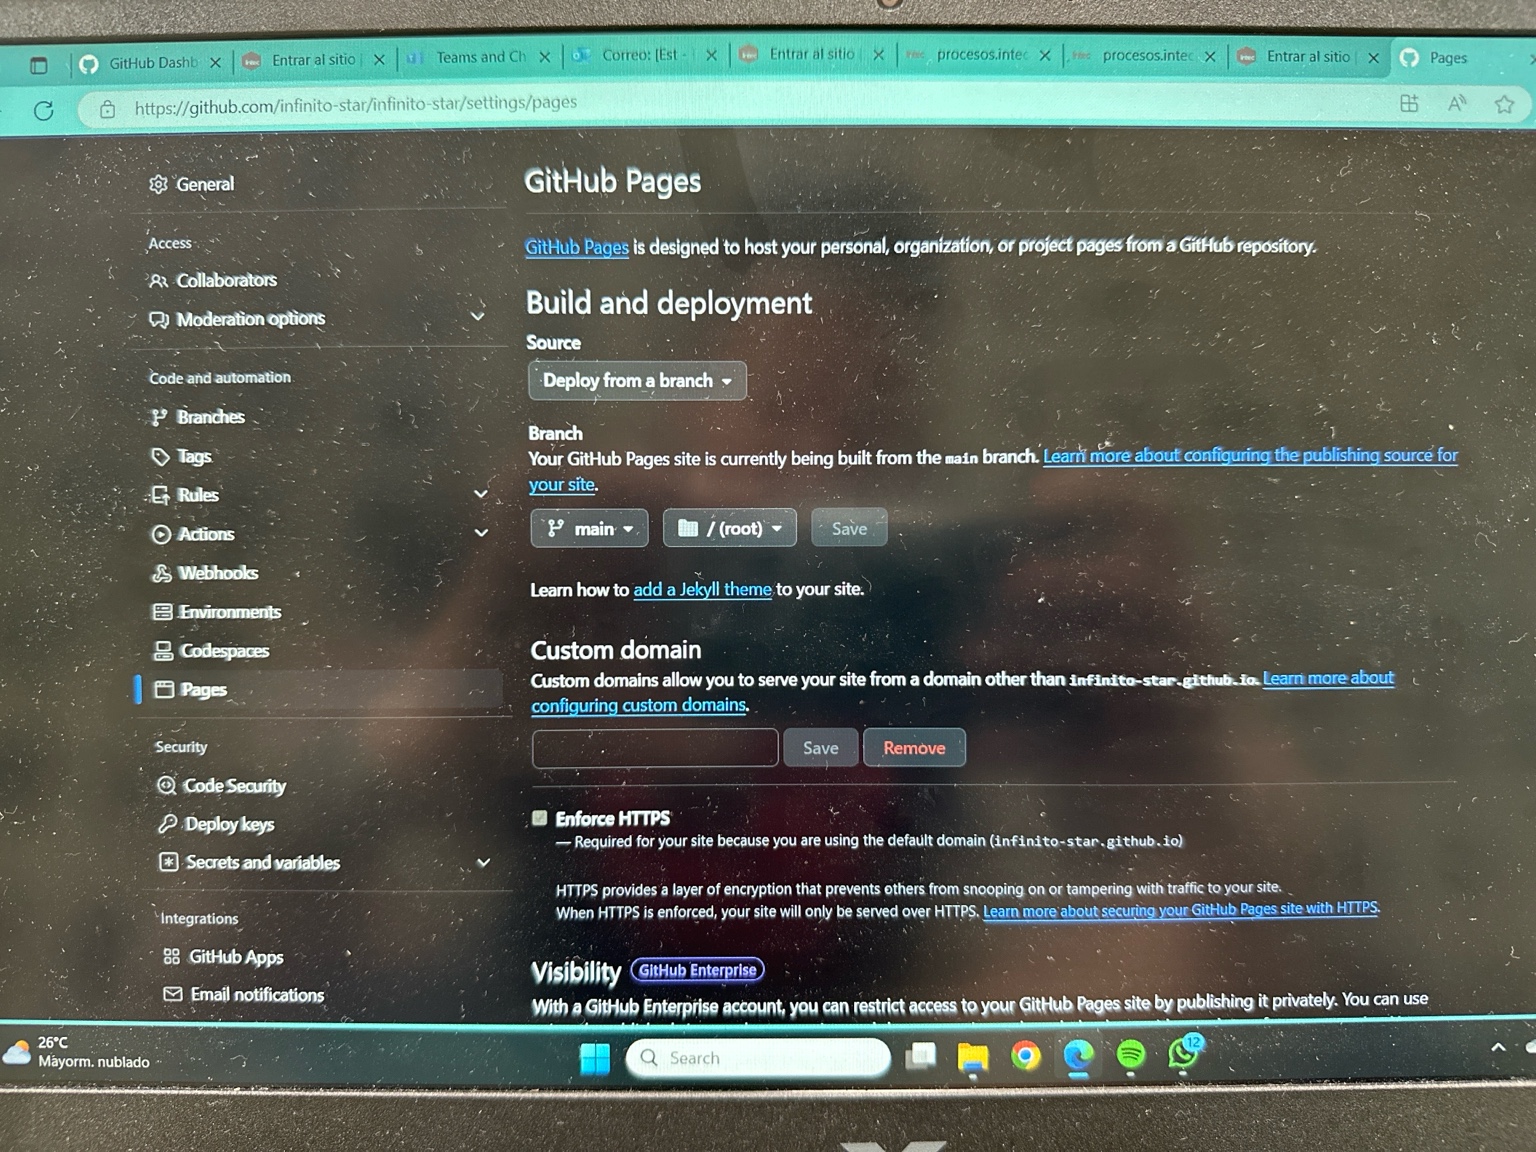 GitHub Dashb
Entrar al sitio
Teams and Ch
Correo: [Est -
Entrar al sitio
procesos.intec
procesos.intec
Entrar al sitio
Pages
https://github.com/infinito-star/infinito-star/settings/pages
General
Access
Collaborators
Moderation options
Code and automation
Branches
Tags
Rules
Actions
Webhooks
Environments
Codespaces
Pages
Security
Code Security
Deploy keys
Secrets and variables
Integrations
GitHub Apps
Email notifications
GitHub Pages
GitHub Pages is designed to host your personal, organization, or project pages from a GitHub repository.
Build and deployment
Source
Deploy from a branch
Branch
Your GitHub Pages site is currently being built from the main branch. Learn more about configuring the publishing source for
your site.
main
/ (root)
Save
Learn how to add a Jekyll theme to your site.
Custom domain
Custom domains allow you to serve your site from a domain other than infinito-star.github.io. Learn more about
configuring custom domains.
Save
Remove
Enforce HTTPS
— Required for your site because you are using the default domain (infinito-star.github.io)
HTTPS provides a layer of encryption that prevents others from snooping on or tampering with traffic to your site.
When HTTPS is enforced, your site will only be served over HTTPS. Learn more about securing your GitHub Pages site with HTTPS.
Visibility GitHub Enterprise
With a GitHub Enterprise account, you can restrict access to your GitHub Pages site by publishing it privately. You can use
26°C
Mayorm. nublado
Search
12